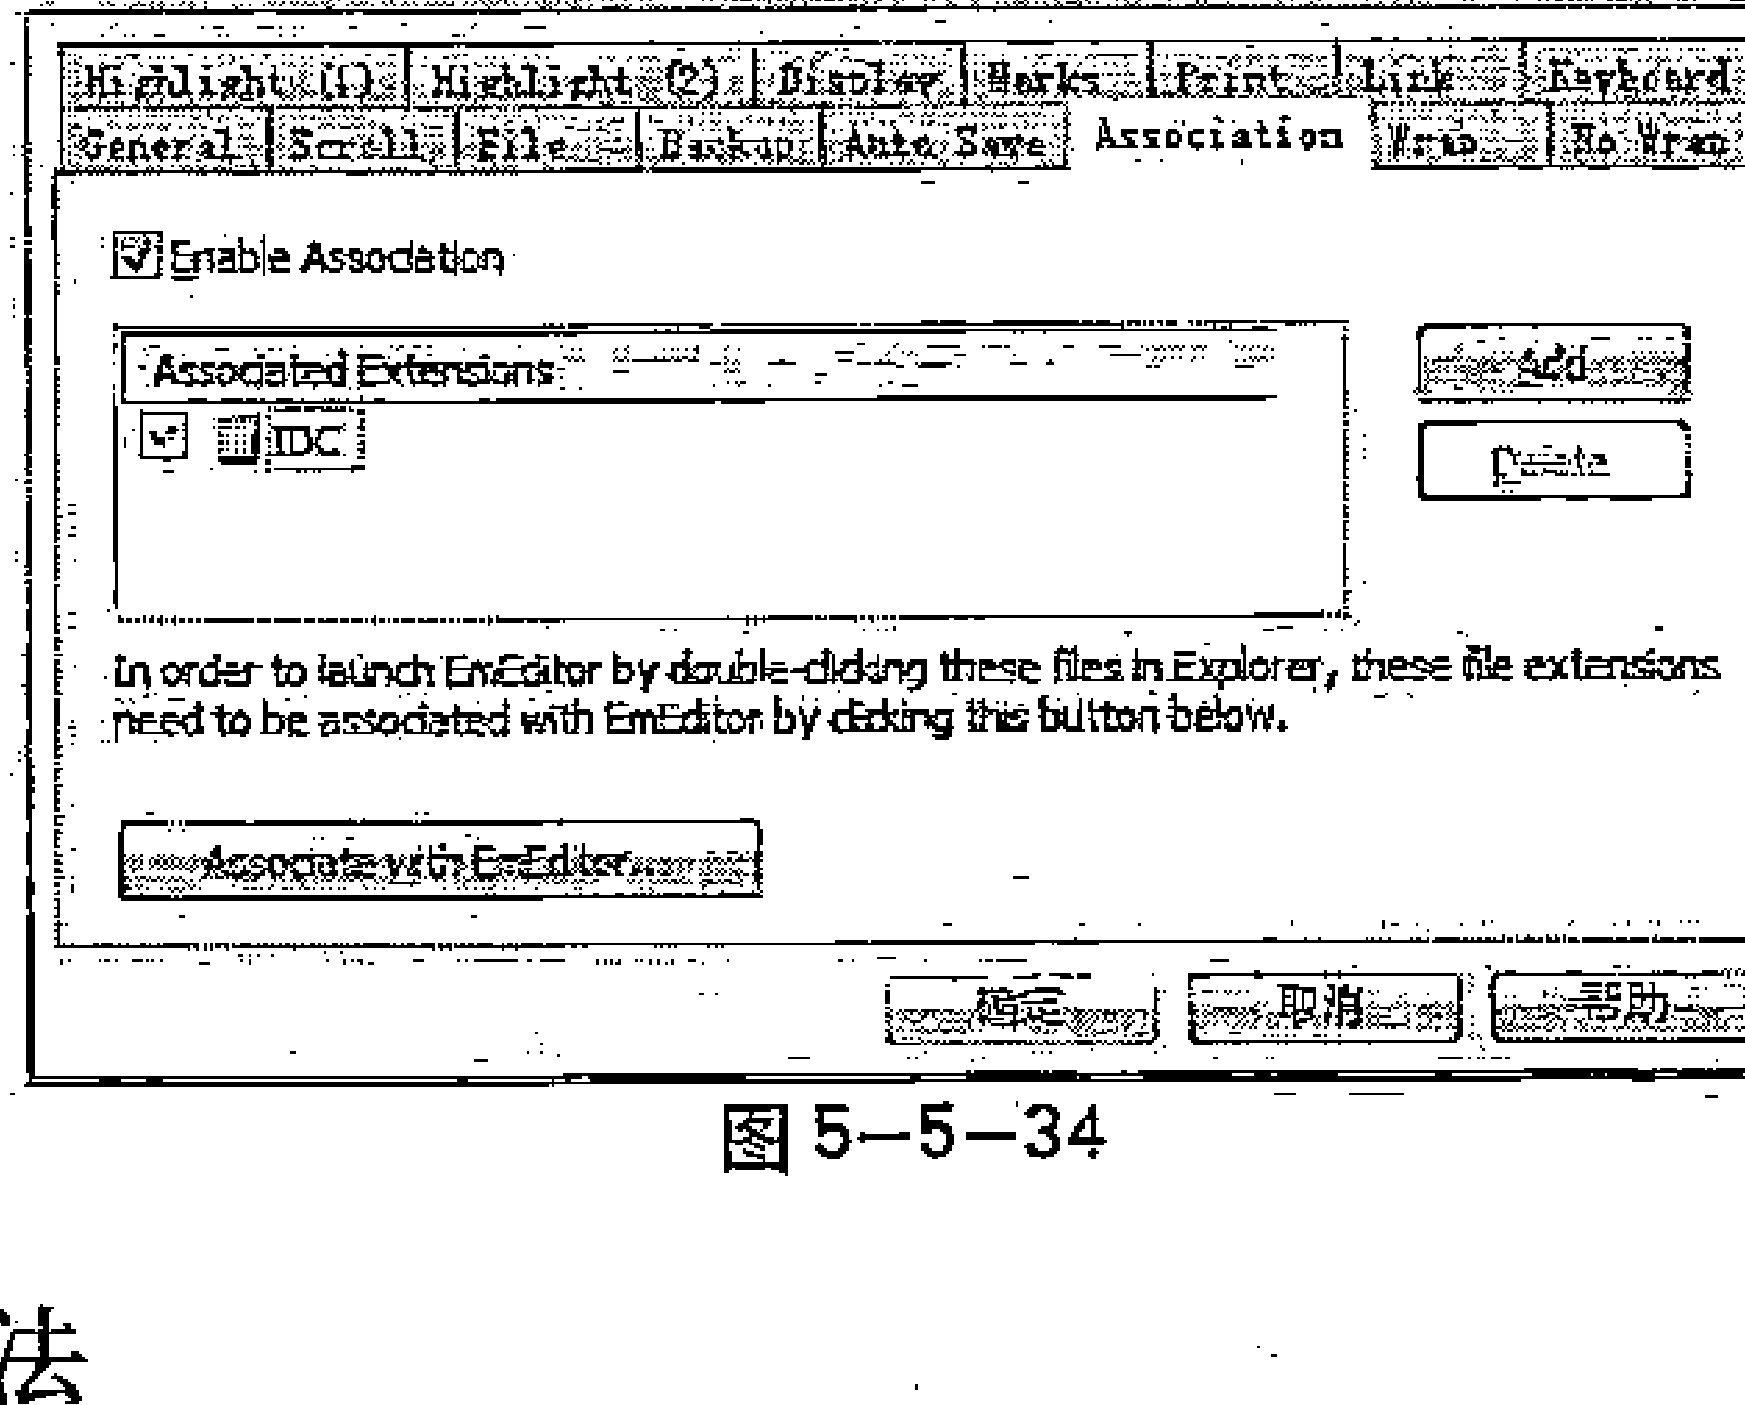 Highlight (1) Highlight (2) Display Marks Print Link Keyboard
General Scroll File Backup Auto Save Association Wrap No Wrap
Enable Association
Associated Extensions
IDC
Add
Delete
In order to launch EmEditor by double-clicking these files in Explorer, these file extensions
need to be associated with EmEditor by clicking this button below.
Associate with EmEditor...
确定 取消 帮助
图 5-5-34
法